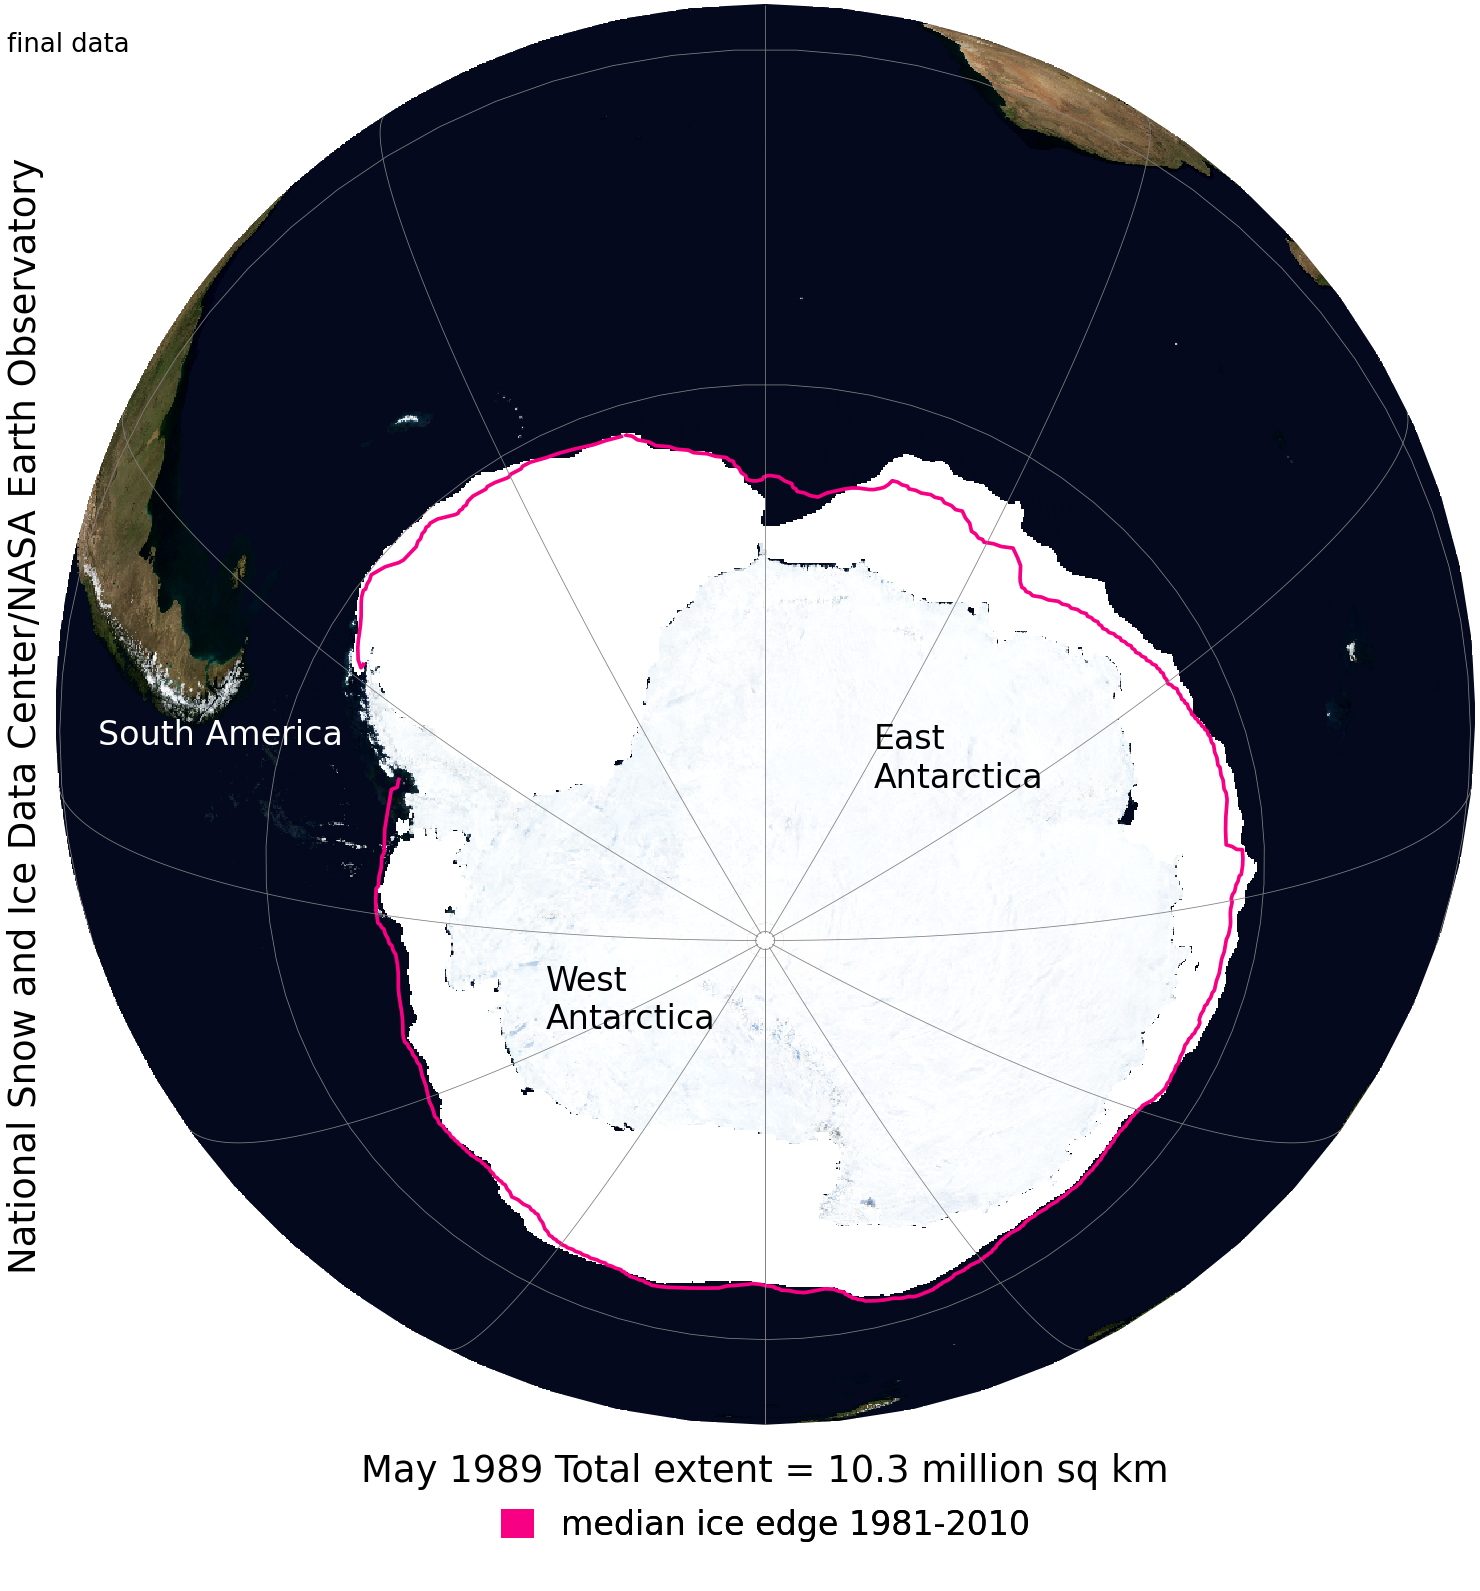 final data
National Snow and Ice Data Center/NASA Earth Observatory
South America
East
Antarctica
West
Antarctica
May 1989 Total extent = 10.3 million sq km
median ice edge 1981-2010